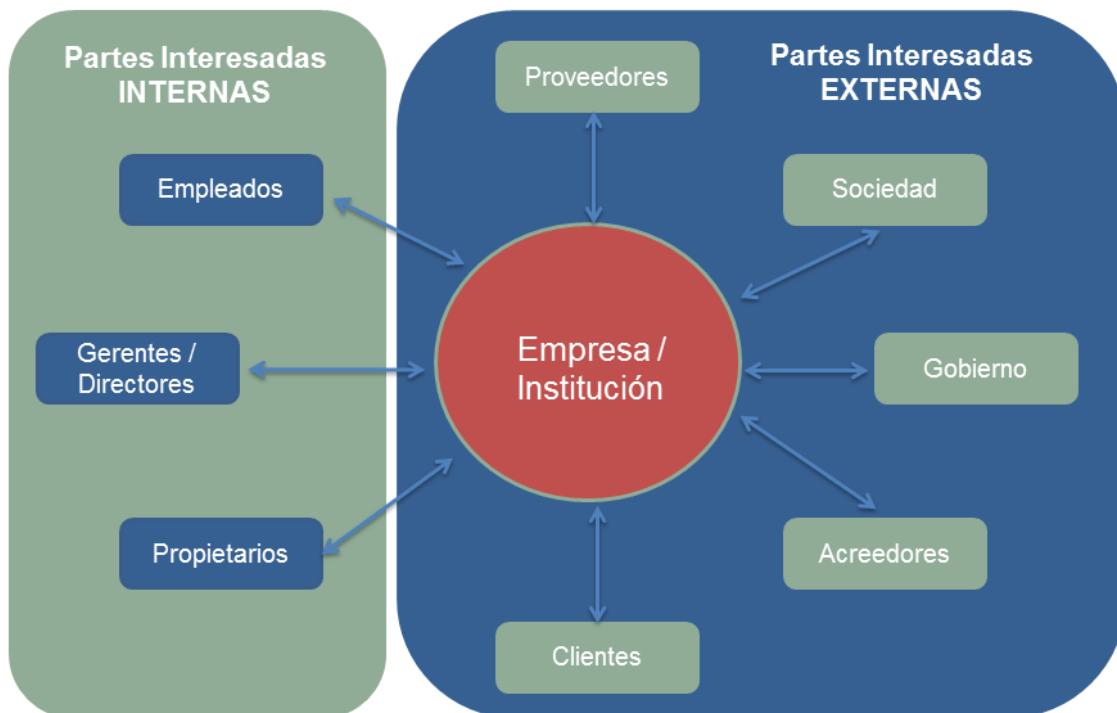 Partes Interesadas
INTERNAS
Empleados
Gerentes /
Directores
Propietarios
Partes Interesadas
EXTERNAS
Proveedores
Sociedad
Empresa /
Institución
Gobierno
Acreedores
Clientes